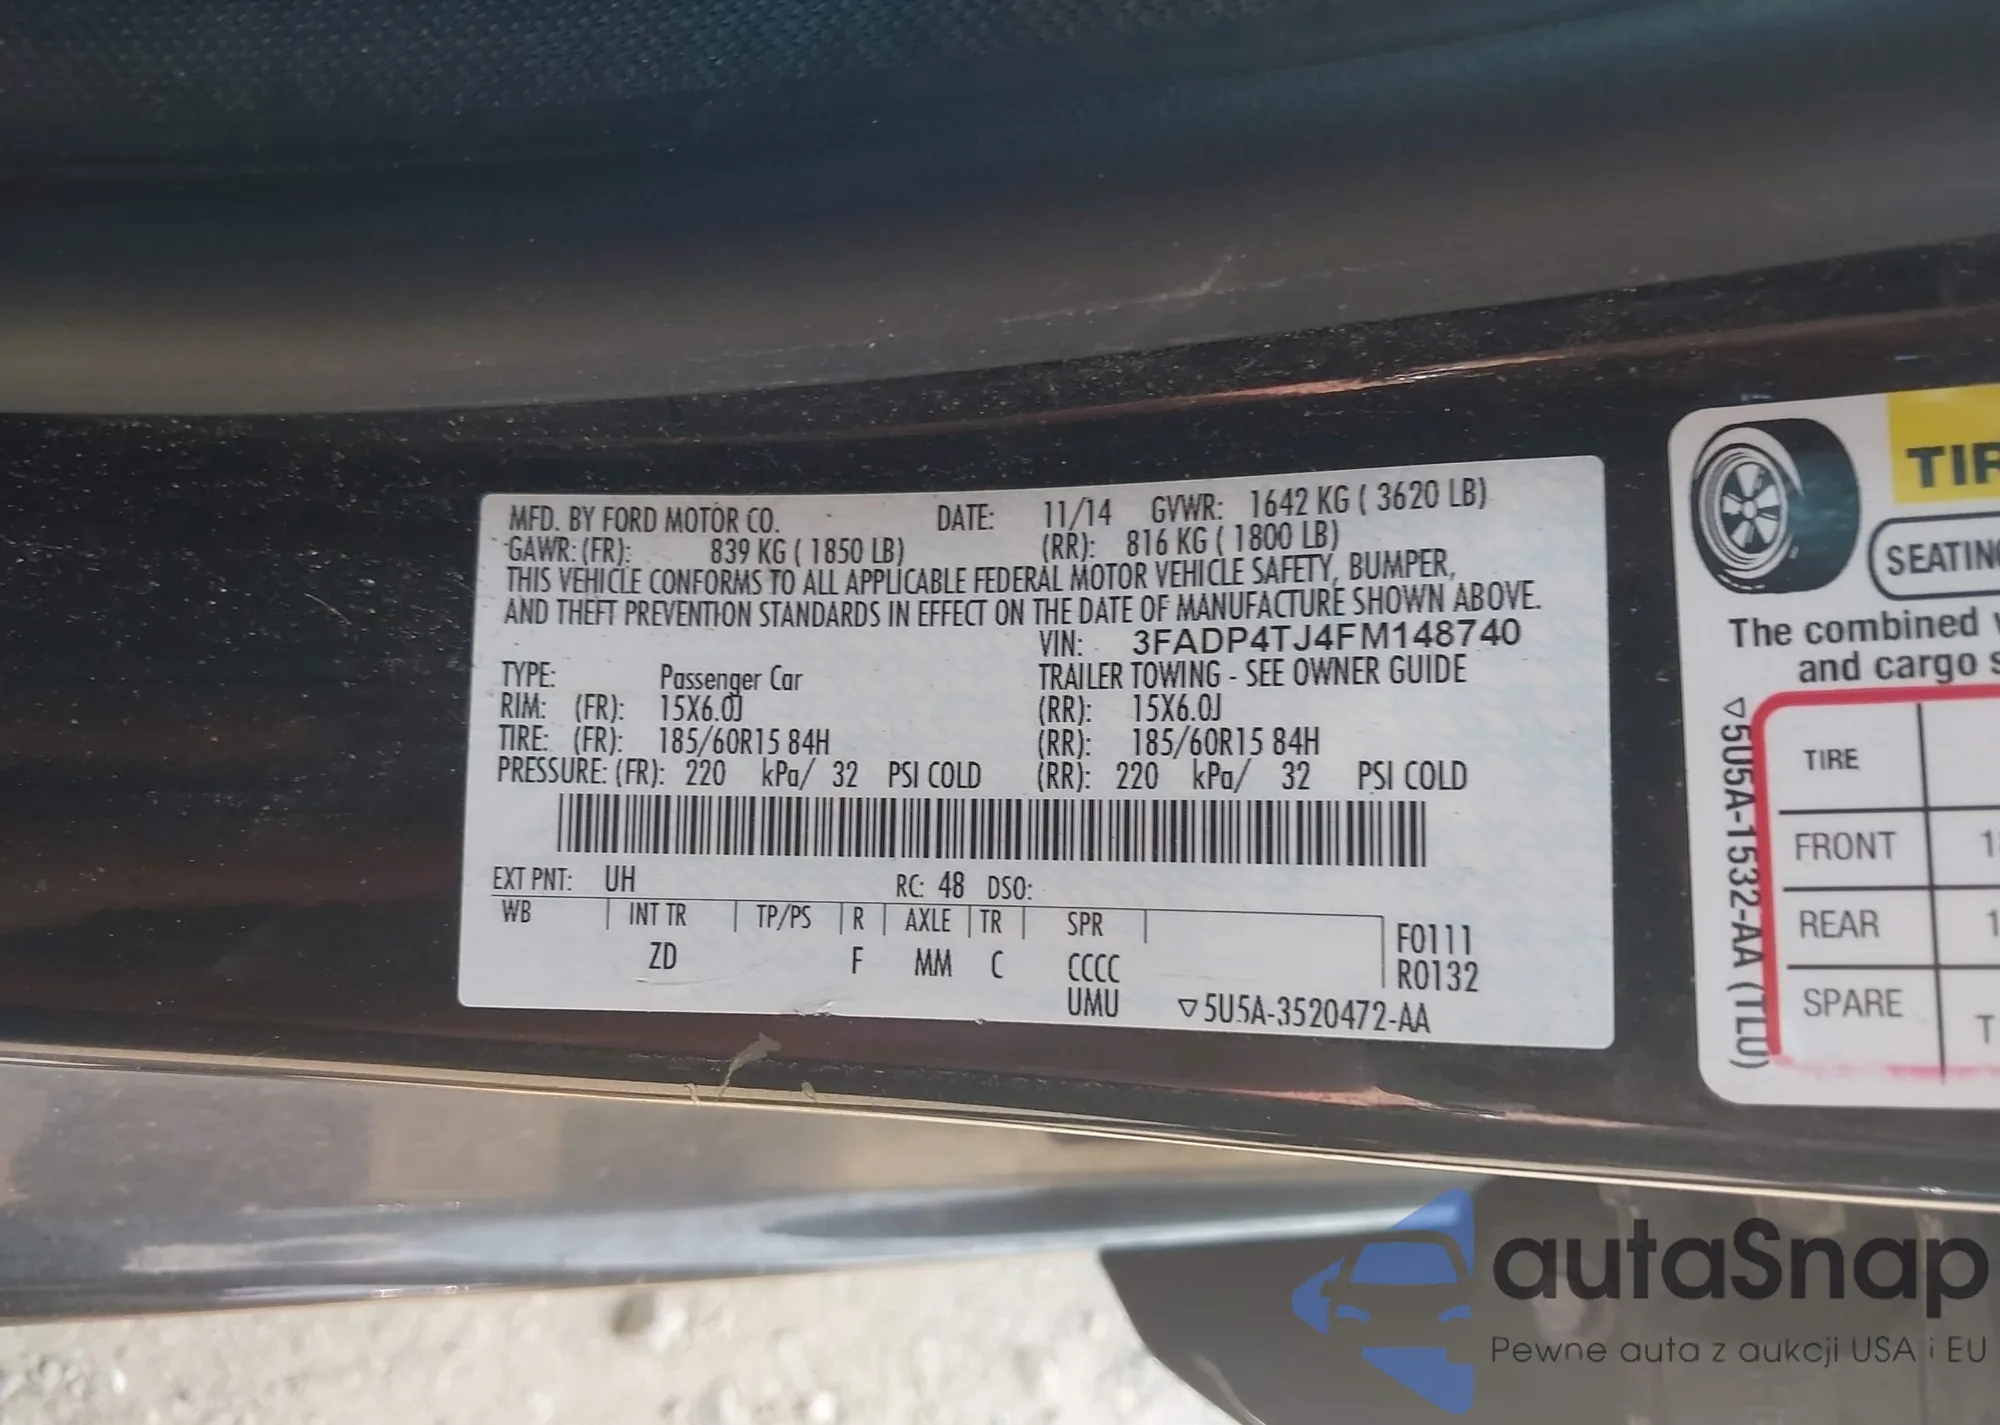 MFD. BY FORD MOTOR CO. DATE: 11/14 GVWR: 1642 KG ( 3620 LB)
GAWR: (FR): 839 KG ( 1850 LB) (RR): 816 KG ( 1800 LB)
THIS VEHICLE CONFORMS TO ALL APPLICABLE FEDERAL MOTOR VEHICLE SAFETY, BUMPER,
AND THEFT PREVENTION STANDARDS IN EFFECT ON THE DATE OF MANUFACTURE SHOWN ABOVE.
VIN: 3FADP4TJ4FM148740
TYPE: Passenger Car TRAILER TOWING - SEE OWNER GUIDE
RIM: (FR): 15X6.0J (RR): 15X6.0J
TIRE: (FR): 185/60R15 84H (RR): 185/60R15 84H
PRESSURE: (FR): 220 kPa/ 32 PSI COLD (RR): 220 kPa/ 32 PSI COLD
EXT PNT: UH RC: 48 DSO:
WB INT TR TP/PS R AXLE TR SPR
F0111
ZD F MM C CCCC
R0132
UMU ▽5U5A-3520472-AA
TIR
SEATING
The combined
and cargo s
▽5U5A-1532-AA (TLU)
TIRE
FRONT 18
REAR 1
SPARE T
autaSnap
Pewne auta z aukcji USA i EU